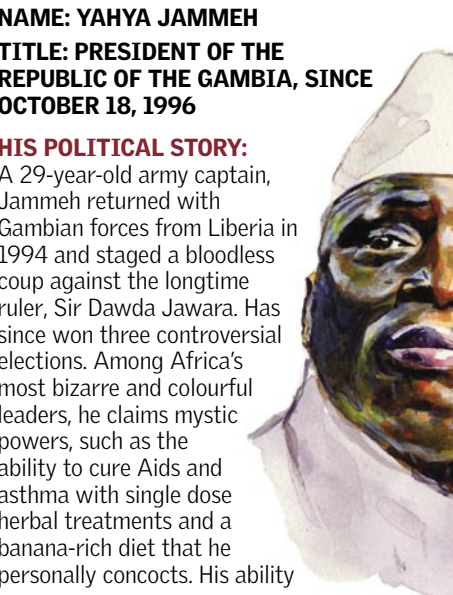 NAME: YAHYA JAMMEH
TITLE: PRESIDENT OF THE
REPUBLIC OF THE GAMBIA, SINCE
OCTOBER 18, 1996
HIS POLITICAL STORY:
A 29-year-old army captain,
Jammeh returned with
Gambian forces from Liberia in
1994 and staged a bloodless
coup against the longtime
ruler, Sir Dawda Jawara. Has
since won three controversial
elections. Among Africa's
most bizarre and colourful
leaders, he claims mystic
powers, such as the
ability to cure Aids and
asthma with single dose
herbal treatments and a
banana-rich diet that he
personally concocts. His ability